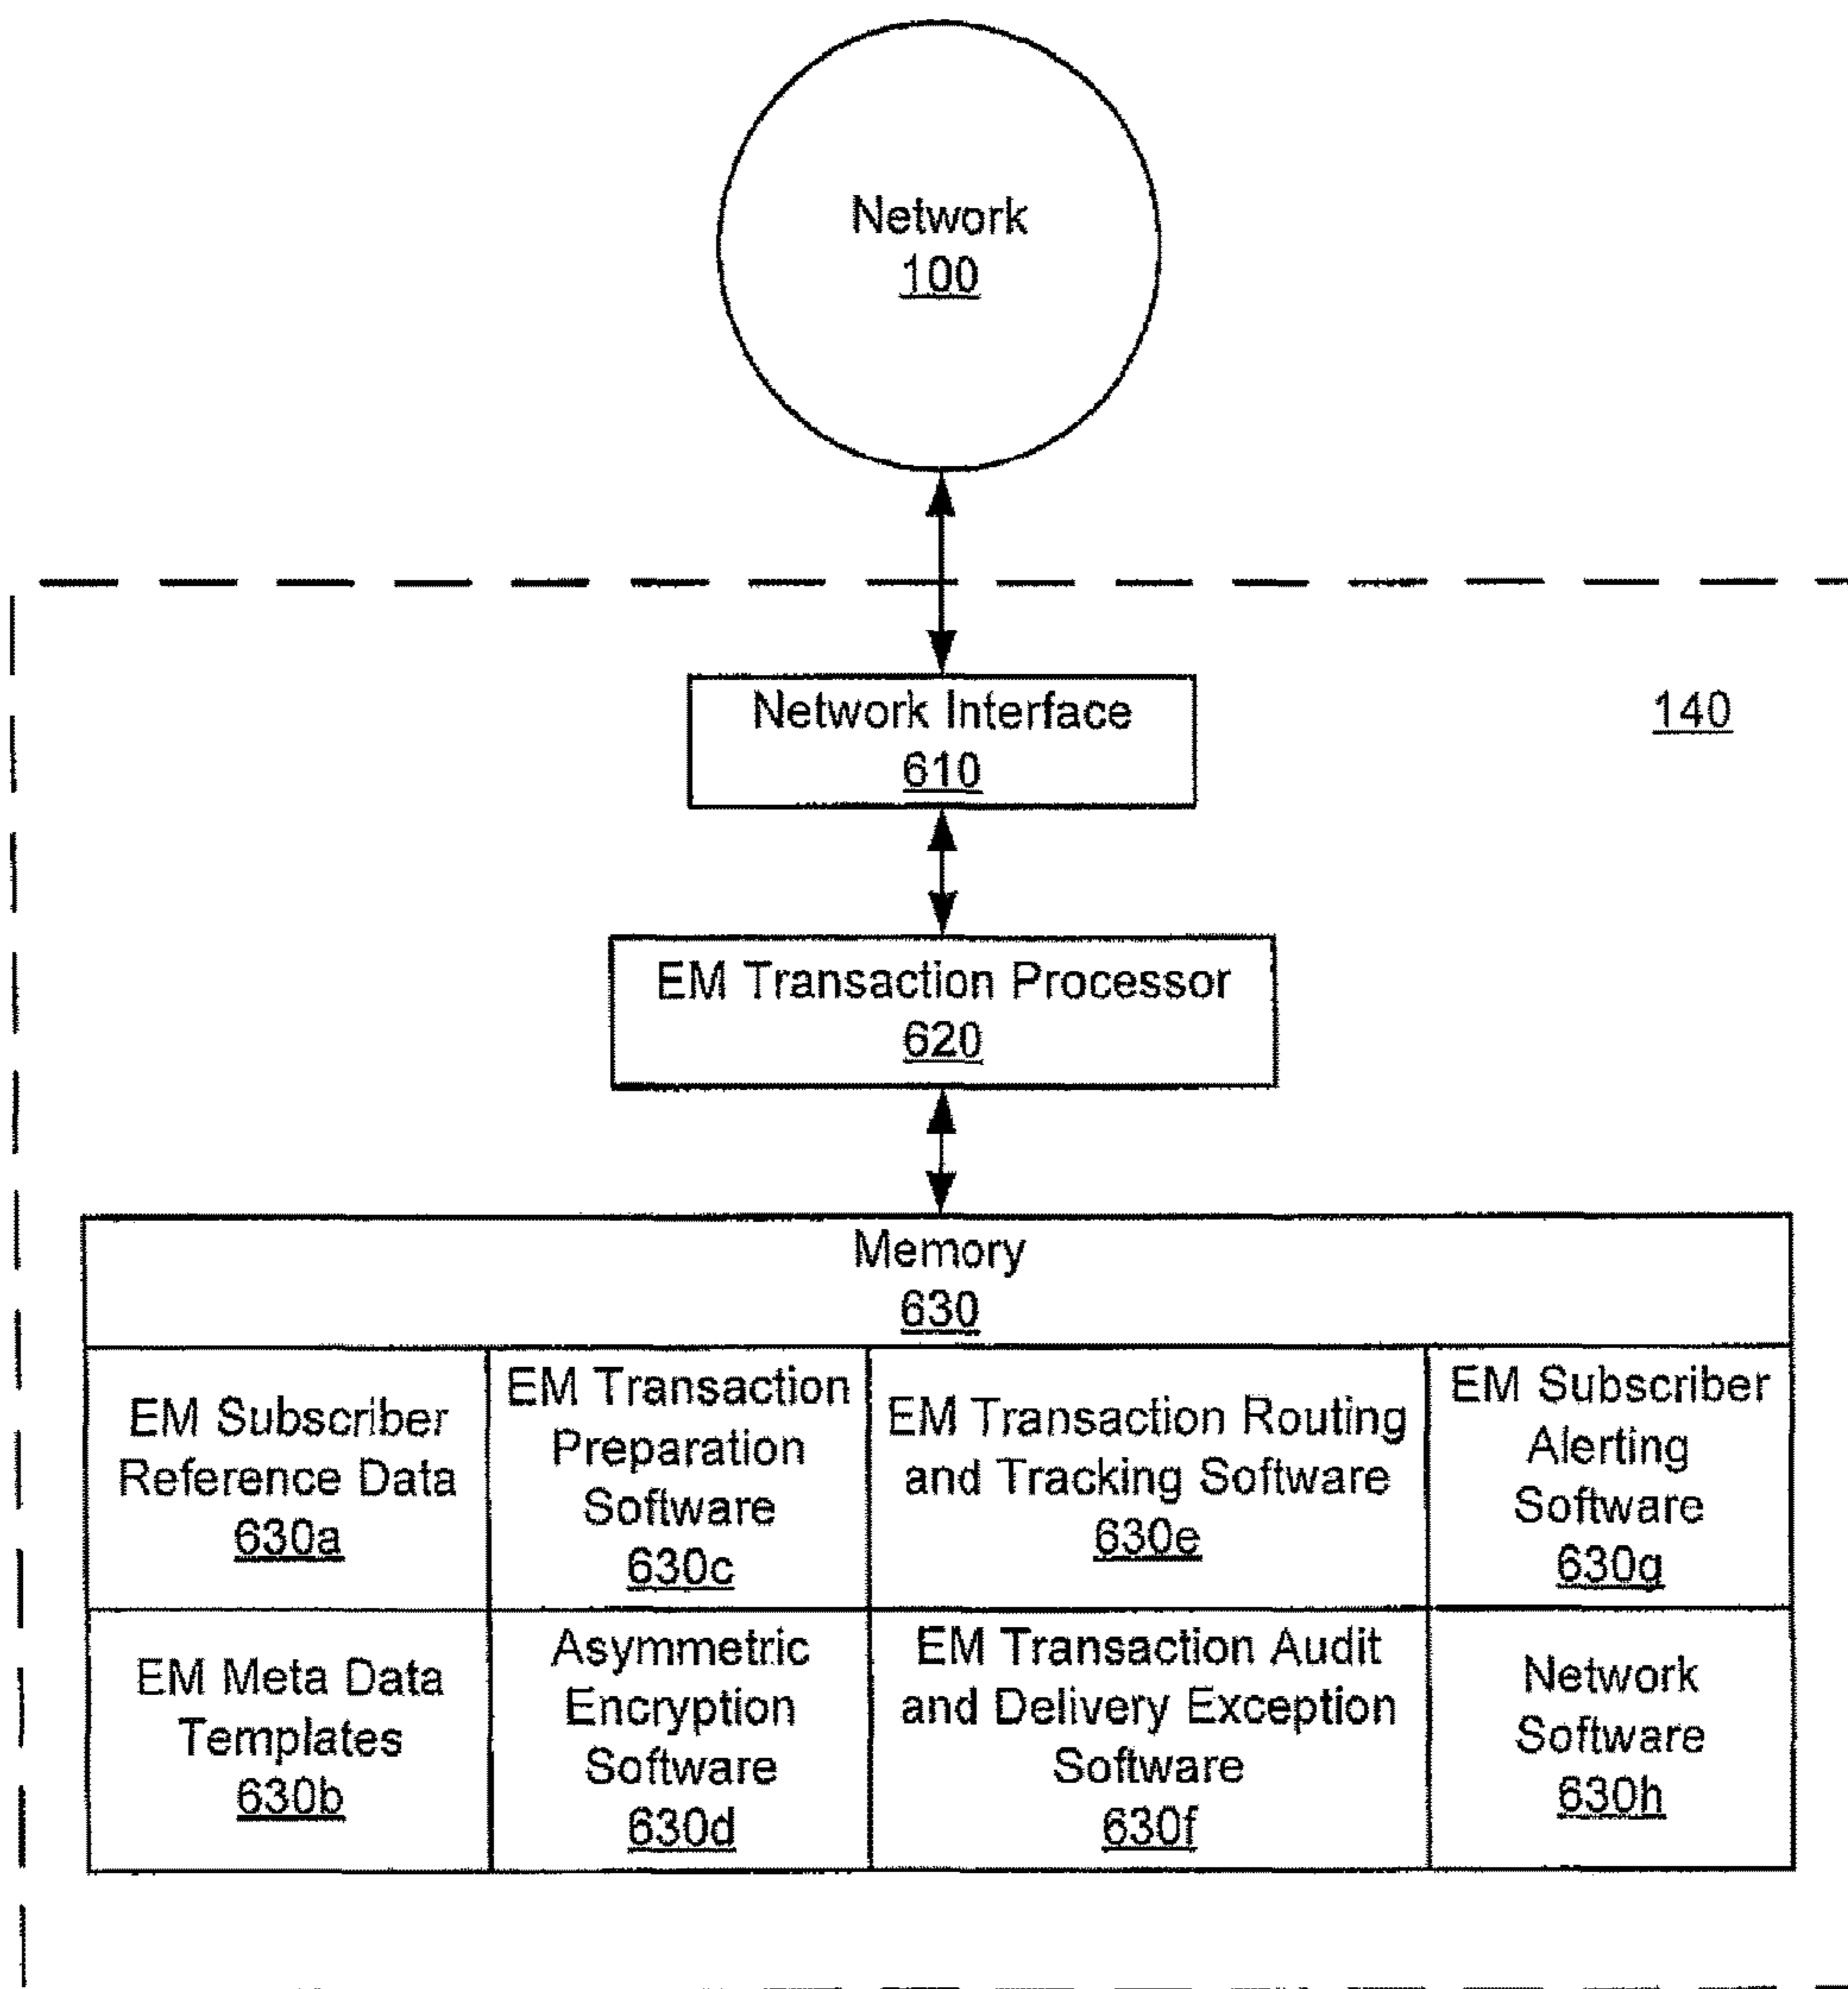 Network
100
140
Network Interface
610
EM Transaction Processor
620
Memory
630
EM Subscriber
Reference Data
630a
EM Transaction
Preparation
Software
630c
EM Transaction Routing
and Tracking Software
630e
EM Subscriber
Alerting
Software
630g
EM Meta Data
Templates
630b
Asymmetric
Encryption
Software
630d
EM Transaction Audit
and Delivery Exception
Software
630f
Network
Software
630h